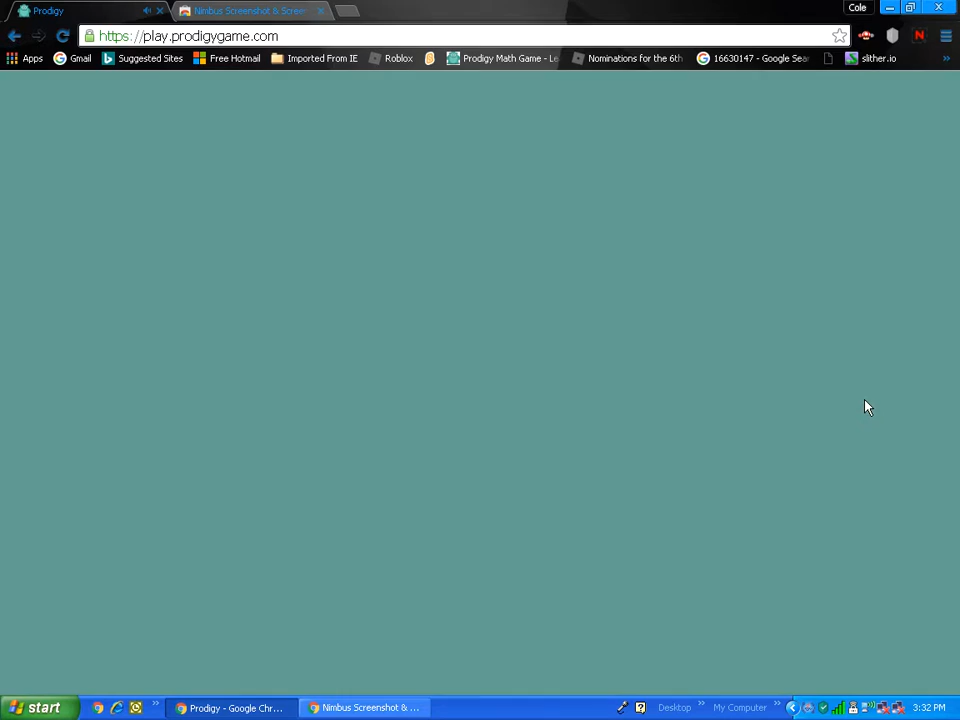 Prodigy
Nimbus Screenshot & Scree
Cole
https://play.prodigygame.com
Apps
Gmail
Suggested Sites
Free Hotmail
Imported From IE
Roblox
Prodigy Math Game - Le
Nominations for the 6th
16630147 - Google Sea
slither.io
start
Prodigy - Google Chr...
Nimbus Screenshot & ...
Desktop
My Computer
3:32 PM